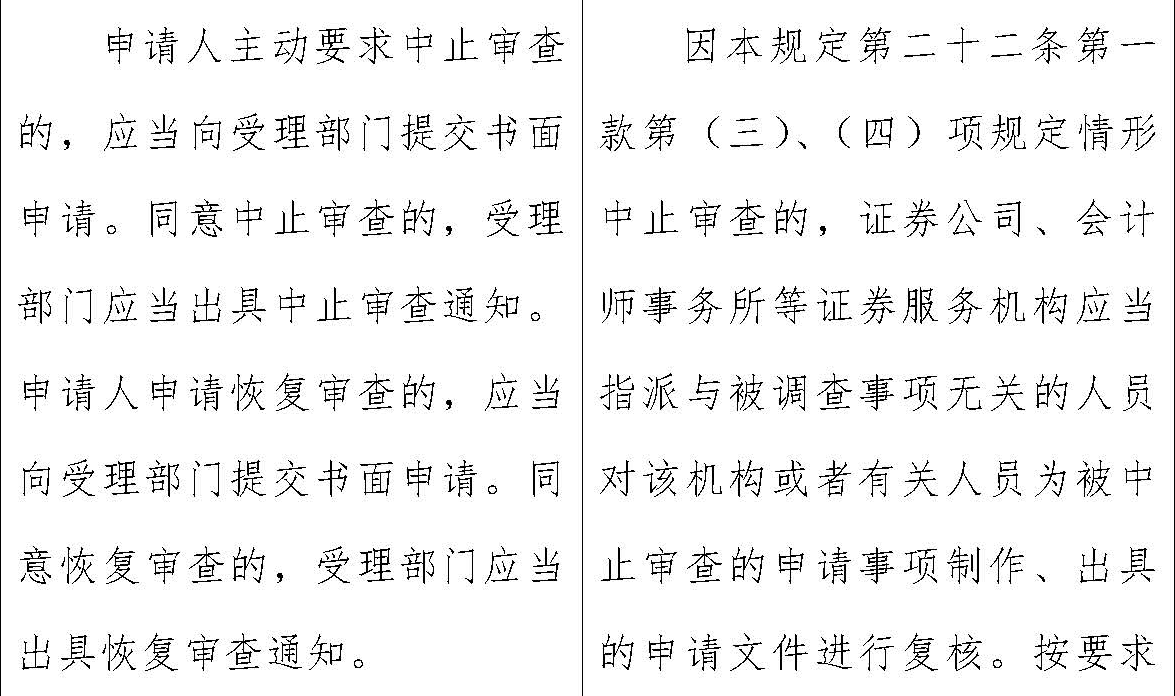 申请人主动要求中止审查
的，应当向受理部门提交书面
申请。同意中止审查的，受理
部门应当出具中止审查通知。
申请人申请恢复审查的，应当
向受理部门提交书面申请。同
意恢复审查的，受理部门应当
出具恢复审查通知。
因本规定第二十二条第一
款第（三）、（四）项规定情形
中止审查的，证券公司、会计
师事务所等证券服务机构应当
指派与被调查事项无关的人员
对该机构或者有关人员为被中
止审查的申请事项制作、出具
的申请文件进行复核。按要求